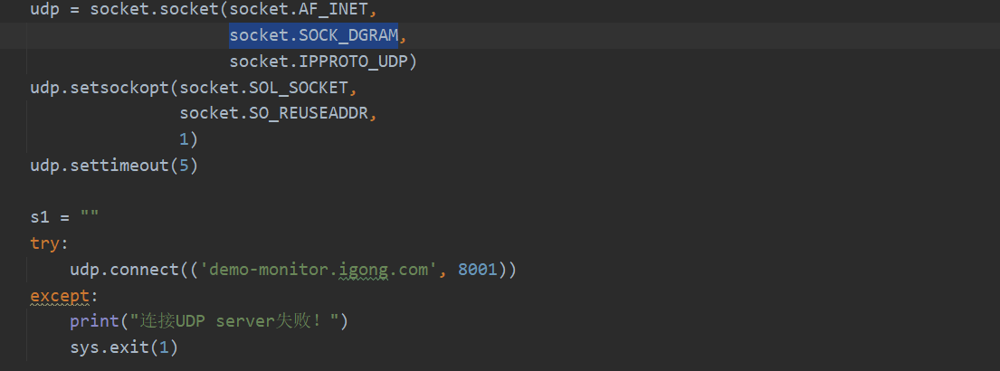 udp = socket.socket(socket.AF_INET,
socket.SOCK_DGRAM,
socket.IPPROTO_UDP)
udp.setsockopt(socket.SOL_SOCKET,
socket.SO_REUSEADDR,
1)
udp.settimeout(5)
s1 = ""
try:
udp.connect(('demo-monitor.igong.com', 8001))
except:
print("连接UDP server失败！")
sys.exit(1)